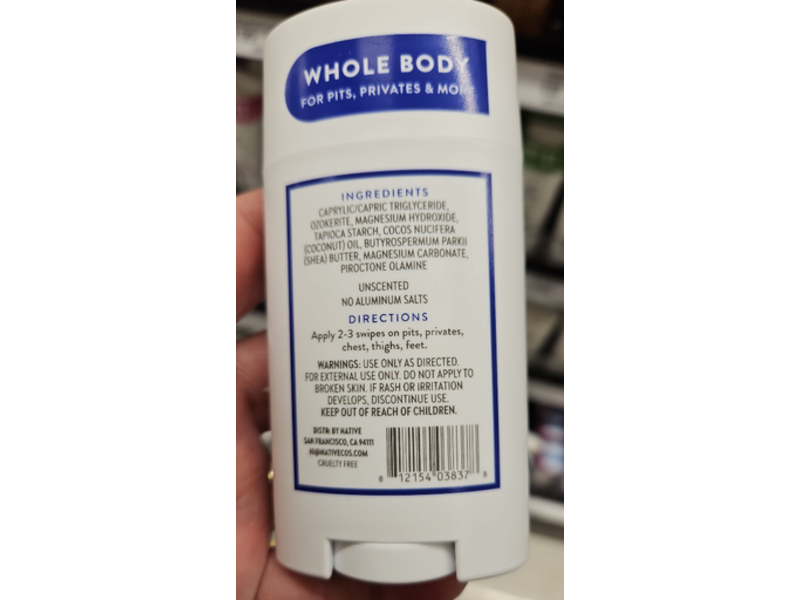 WHOLE BODY
FOR PITS, PRIVATES & MORE
INGREDIENTS
CAPRYLIC/CAPRIC TRIGLYCERIDE,
OZOKERITE, MAGNESIUM HYDROXIDE,
TAPIOCA STARCH, COCOS NUCIFERA
(COCONUT) OIL, BUTYROSPERMUM PARKII
(SHEA) BUTTER, MAGNESIUM CARBONATE,
PIROCTONE OLAMINE
UNSCENTED
NO ALUMINUM SALTS
DIRECTIONS
Apply 2-3 swipes on pits, privates,
chest, thighs, feet.
WARNINGS: USE ONLY AS DIRECTED.
FOR EXTERNAL USE ONLY. DO NOT APPLY TO
BROKEN SKIN. IF RASH OR IRRITATION
DEVELOPS, DISCONTINUE USE.
KEEP OUT OF REACH OF CHILDREN.
DISTR: BY NATIVE
SAN FRANCISCO, CA 94111
HI@NATIVECOS.COM
CRUELTY FREE
8 12154 03837 8